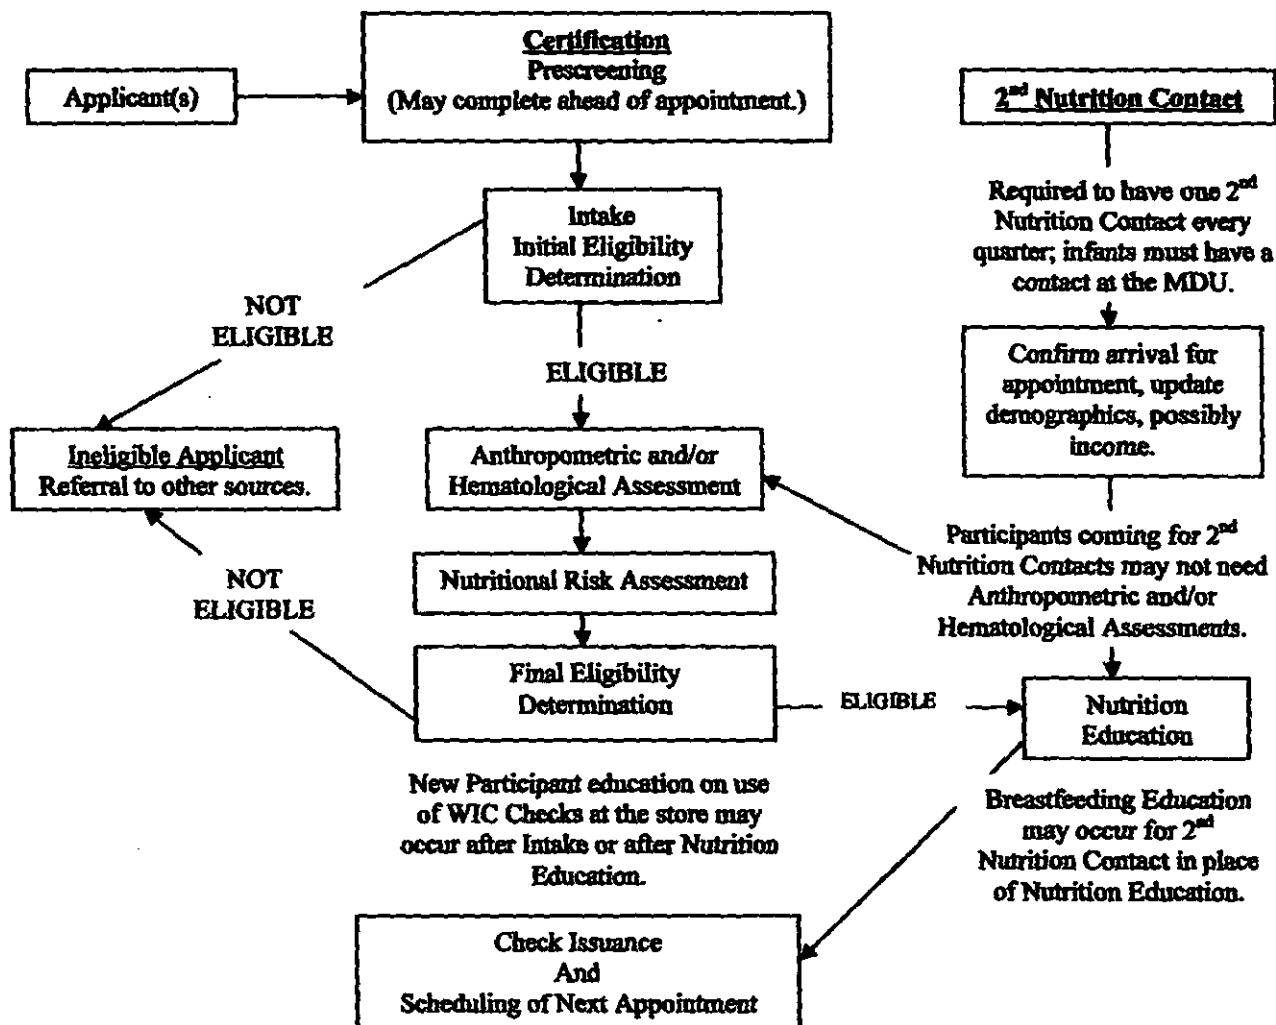 Certification
Prescreening
(May complete ahead of appointment.)
Applicant(s)
2nd Nutrition Contact
Required to have one 2nd
Nutrition Contact every
quarter; infants must have a
contact at the MDU.
Intake
Initial Eligibility
Determination
NOT
ELIGIBLE
ELIGIBLE
Confirm arrival for
appointment, update
demographics, possibly
income.
Ineligible Applicant
Referral to other sources.
Anthropometric and/or
Hematological Assessment
Participants coming for 2nd
Nutrition Contacts may not need
Anthropometric and/or
Hematological Assessments.
Nutritional Risk Assessment
NOT
ELIGIBLE
Final Eligibility
Determination
ELIGIBLE
Nutrition
Education
New Participant education on use
of WIC Checks at the store may
occur after Intake or after Nutrition
Education.
Breastfeeding Education
may occur for 2nd
Nutrition Contact in place
of Nutrition Education.
Check Issuance
And
Scheduling of Next Appointment